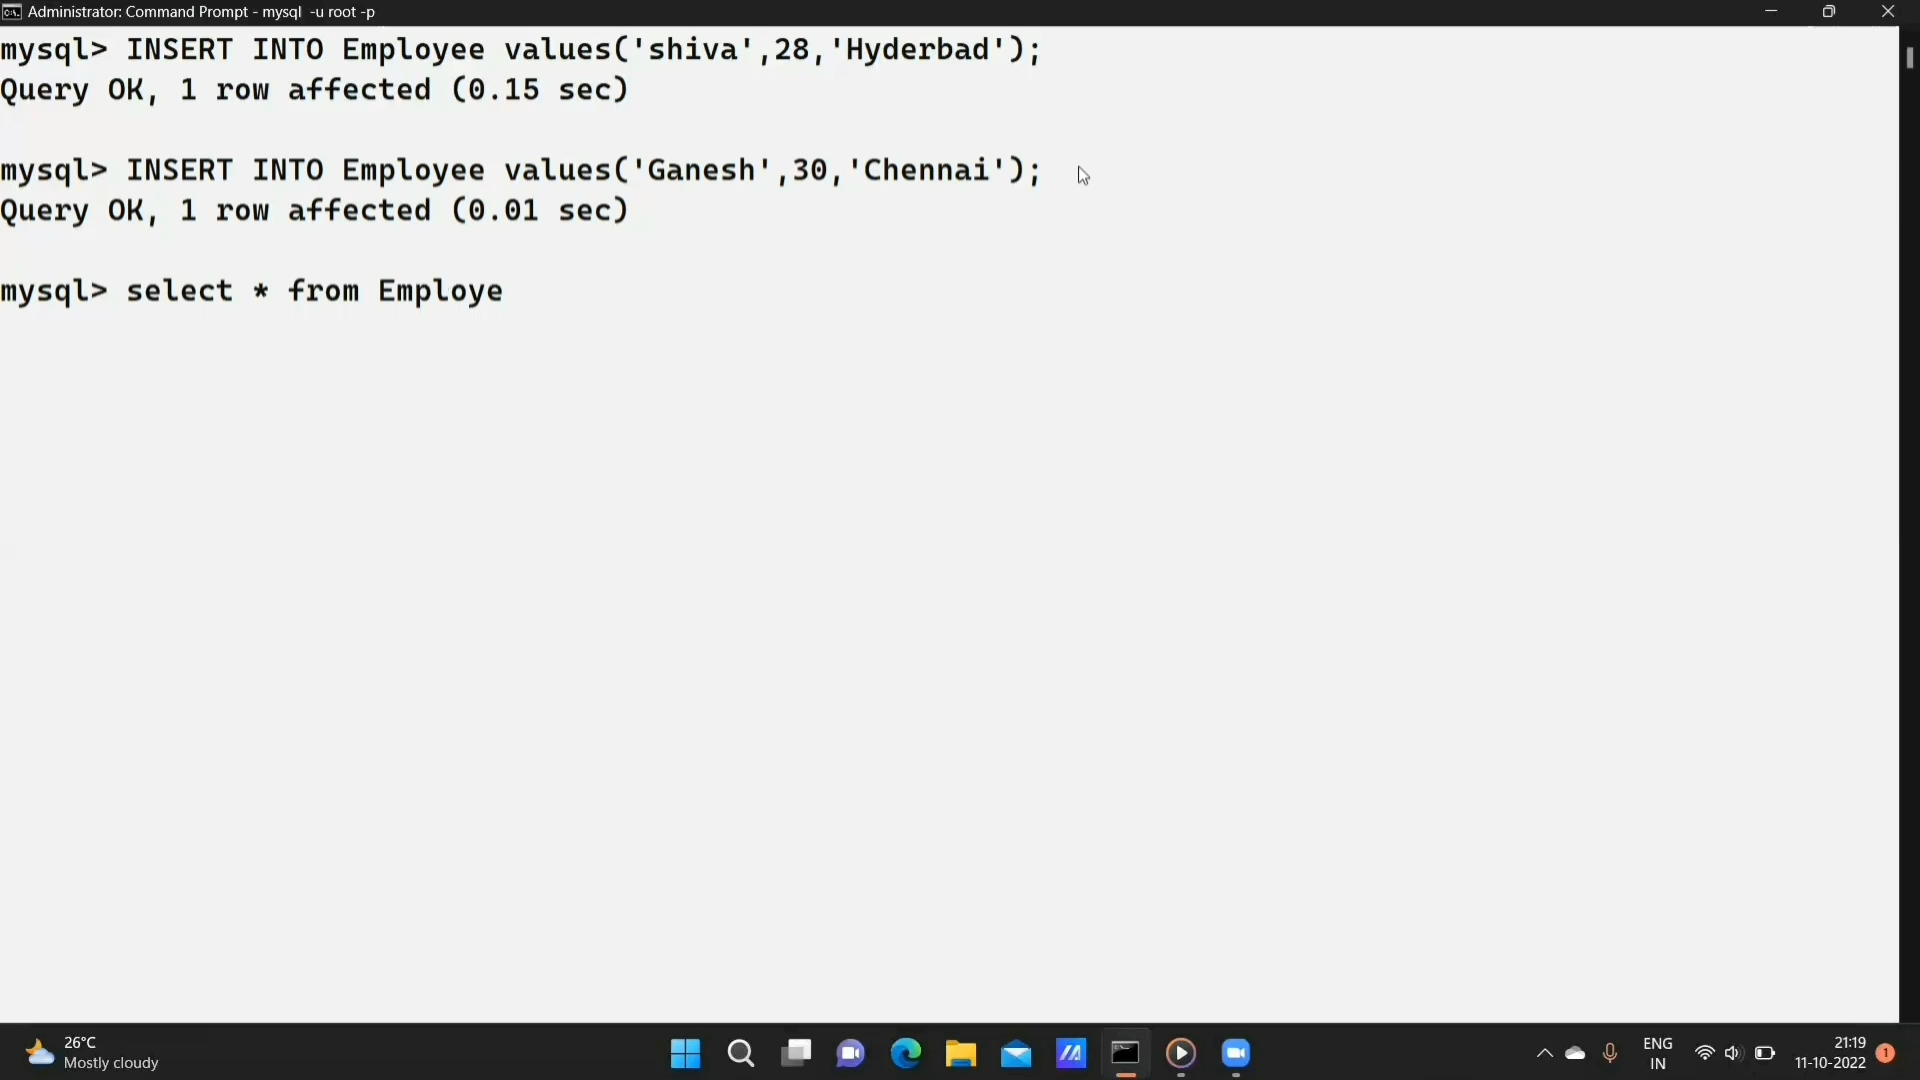 Administrator: Command Prompt - mysql -u root -p
mysql> INSERT INTO Employee values('shiva',28,'Hyderbad');
Query OK, 1 row affected (0.15 sec)
mysql> INSERT INTO Employee values('Ganesh',30,'Chennai');
Query OK, 1 row affected (0.01 sec)
mysql> select * from Employe
26°C
Mostly cloudy
ENG
IN
21:19
11-10-2022
1